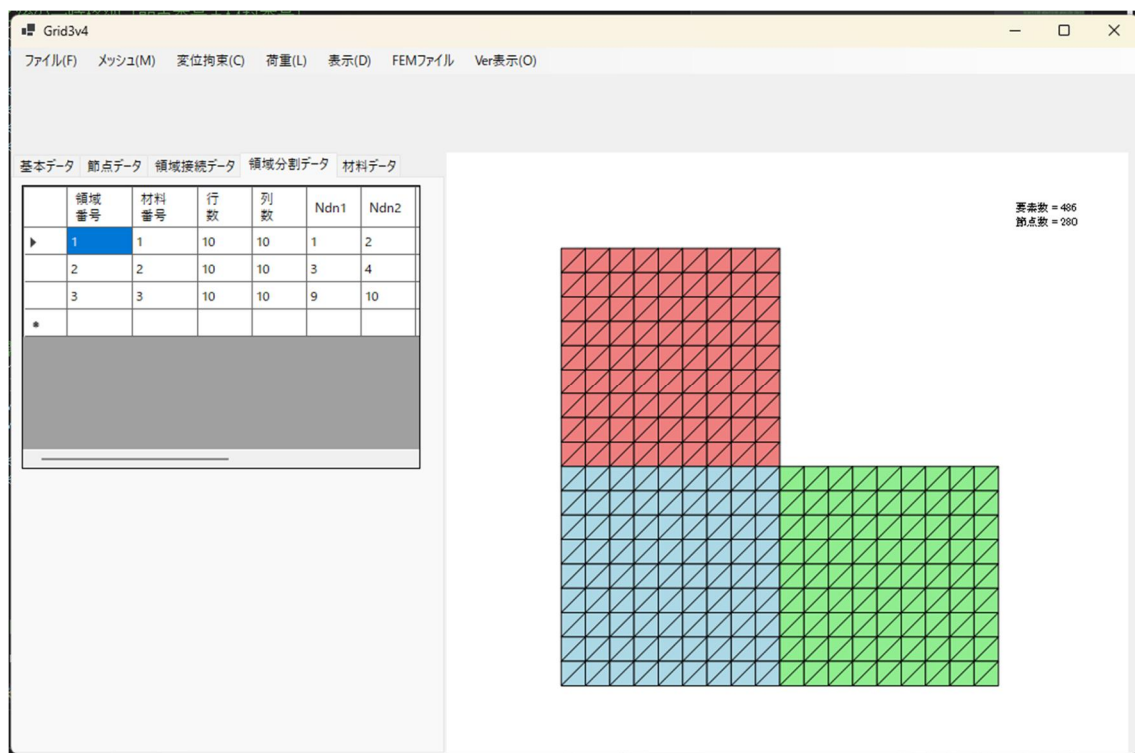 Grid3v4
ファイル(F) メッシュ(M) 変位拘束(C) 荷重(L) 表示(D) FEMファイル Ver表示(O)
基本データ 節点データ 領域接続データ 領域分割データ 材料データ
領域番号 材料番号 行数 列数 Ndn1 Ndn2
1 1 10 10 1 2
2 2 10 10 3 4
3 3 10 10 9 10
要素数 = 486
節点数 = 280